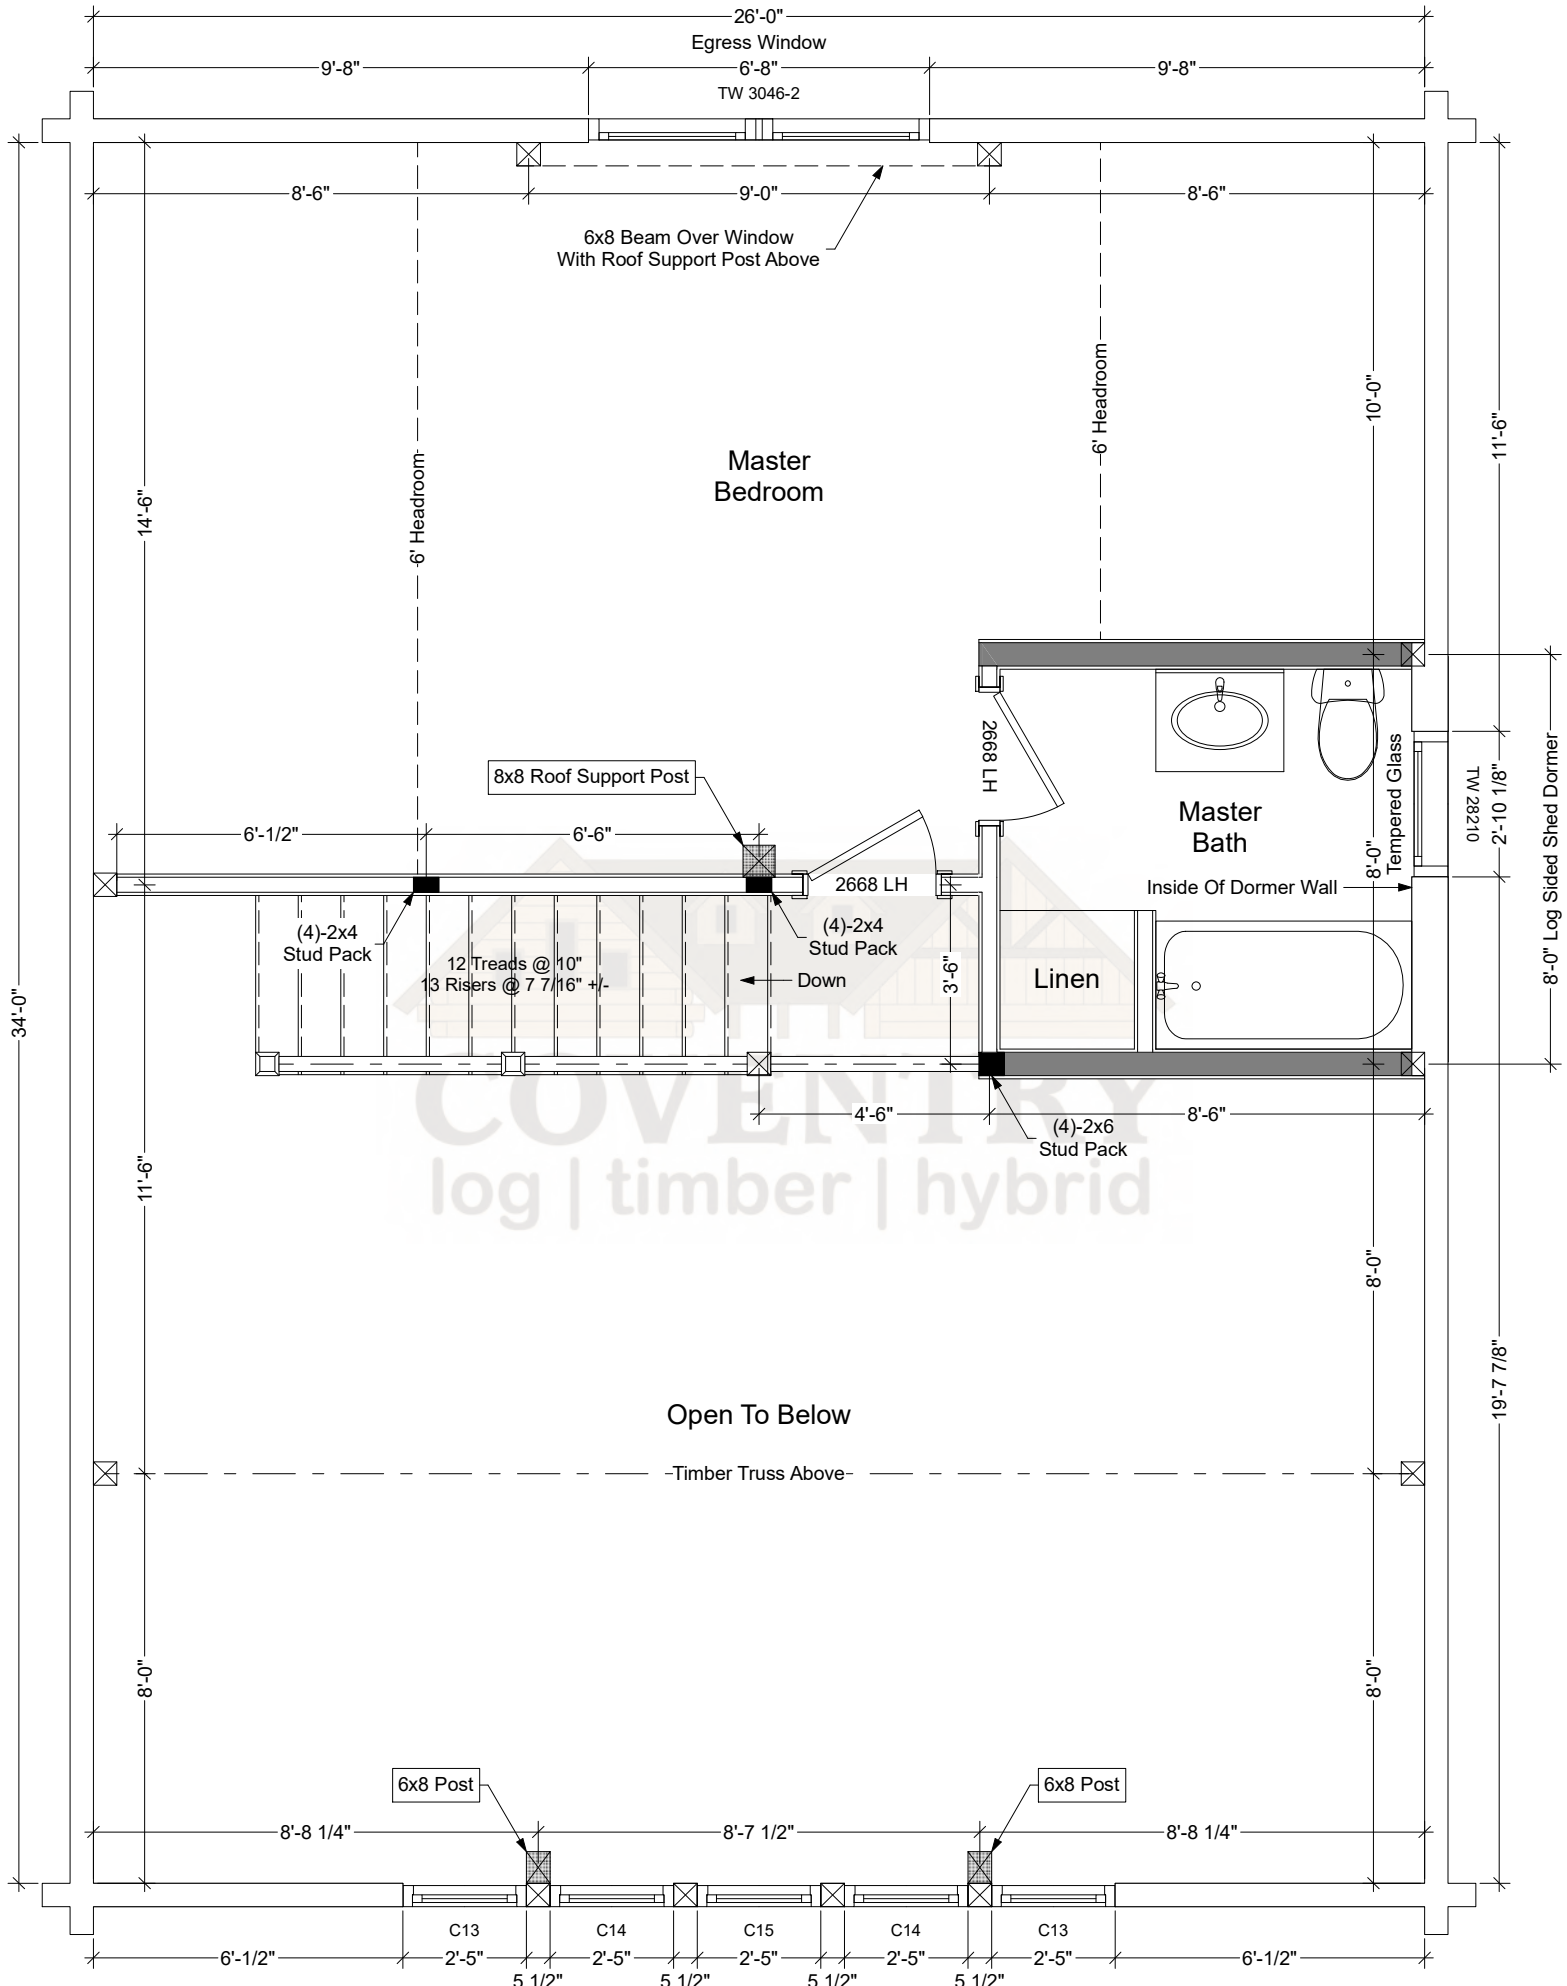 26'-0"
Egress Window
9'-8"
6'-8"
9'-8"
TW 3046-2
8'-6"
9'-0"
8'-6"
6x8 Beam Over Window
With Roof Support Post Above
6' Headroom
6' Headroom
10'-0"
11'-6"
14'-6"
34'-0"
Master
Bedroom
8x8 Roof Support Post
2668 LH
Master
Bath
Tempered Glass
TW 28210
2'-10 1/8"
8'-0" Log Sided Shed Dormer
6'-1/2"
6'-6"
8'-0"
2668 LH
Inside Of Dormer Wall
(4)-2x4
Stud Pack
(4)-2x4
Stud Pack
12 Treads @ 10"
13 Risers @ 7 7/16" +/-
Down
3'-6"
Linen
COVENTRY
log | timber | hybrid
4'-6"
8'-6"
(4)-2x6
Stud Pack
11'-6"
8'-0"
19'-7 7/8"
Open To Below
Timber Truss Above
8'-0"
8'-0"
6x8 Post
6x8 Post
8'-8 1/4"
8'-7 1/2"
8'-8 1/4"
C13
C14
C15
C14
C13
6'-1/2"
2'-5"
2'-5"
2'-5"
2'-5"
2'-5"
6'-1/2"
5 1/2"
5 1/2"
5 1/2"
5 1/2"